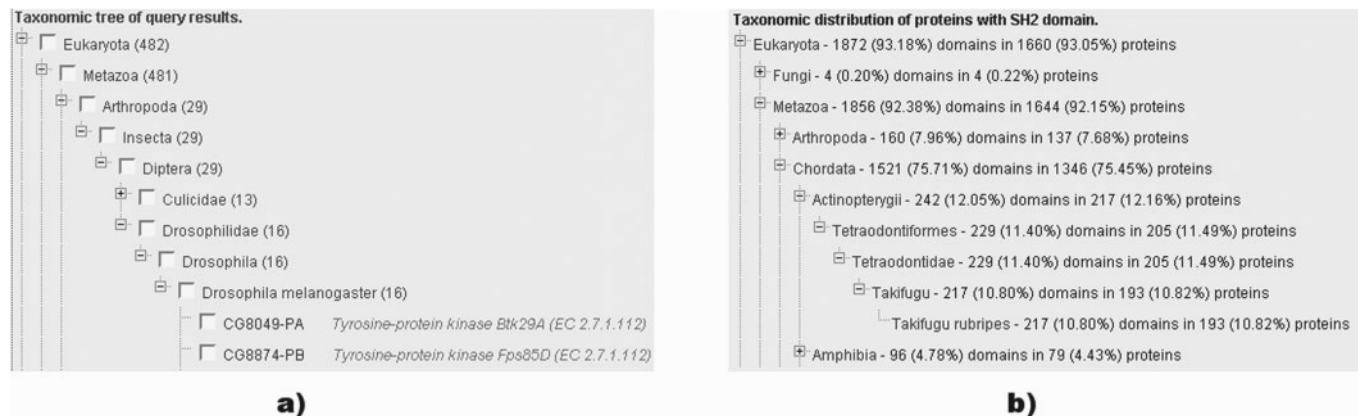 Taxonomic tree of query results.
Eukaryota (482)
Metazoa (481)
Arthropoda (29)
Insecta (29)
Diptera (29)
Culicidae (13)
Drosophilidae (16)
Drosophila (16)
Drosophila melanogaster (16)
CG8049-PA Tyrosine-protein kinase Btk29A (EC 2.7.1.112)
CG8874-PB Tyrosine-protein kinase Fps85D (EC 2.7.1.112)
a)
Taxonomic distribution of proteins with SH2 domain.
Eukaryota - 1872 (93.18%) domains in 1660 (93.05%) proteins
Fungi - 4 (0.20%) domains in 4 (0.22%) proteins
Metazoa - 1856 (92.38%) domains in 1644 (92.15%) proteins
Arthropoda - 160 (7.96%) domains in 137 (7.68%) proteins
Chordata - 1521 (75.71%) domains in 1346 (75.45%) proteins
Actinopterygii - 242 (12.05%) domains in 217 (12.16%) proteins
Tetraodontiformes - 229 (11.40%) domains in 205 (11.49%) proteins
Tetraodontidae - 229 (11.40%) domains in 205 (11.49%) proteins
Takifugu - 217 (10.80%) domains in 193 (10.82%) proteins
Takifugu rubripes - 217 (10.80%) domains in 193 (10.82%) proteins
Amphibia - 96 (4.78%) domains in 79 (4.43%) proteins
b)